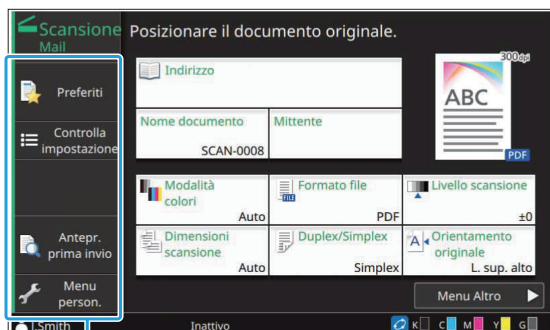 Scansione
Mail
Posizionare il documento originale.
Preferiti
Controlla
impostazione
Antepr.
prima invio
Menu
person.
Indirizzo
Nome documento
SCAN-0008
Mittente
300dpi
ABC
PDF
Modalità
colori
Auto
Formato file
FILE
PDF
Livello scansione
±0
Dimensioni
scansione
Auto
Duplex/Simplex
Simplex
A
Orientamento
originale
L. sup. alto
Menu Altro
J.Smith
Inattivo
K C M Y G